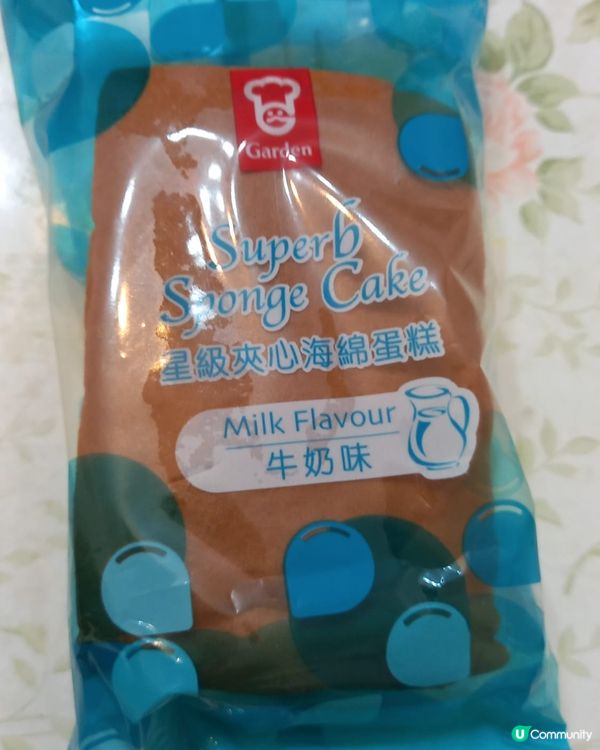 Garden
Superb
Sponge Cake
星級夾心海綿蛋糕
Milk Flavour
牛奶味
U Community